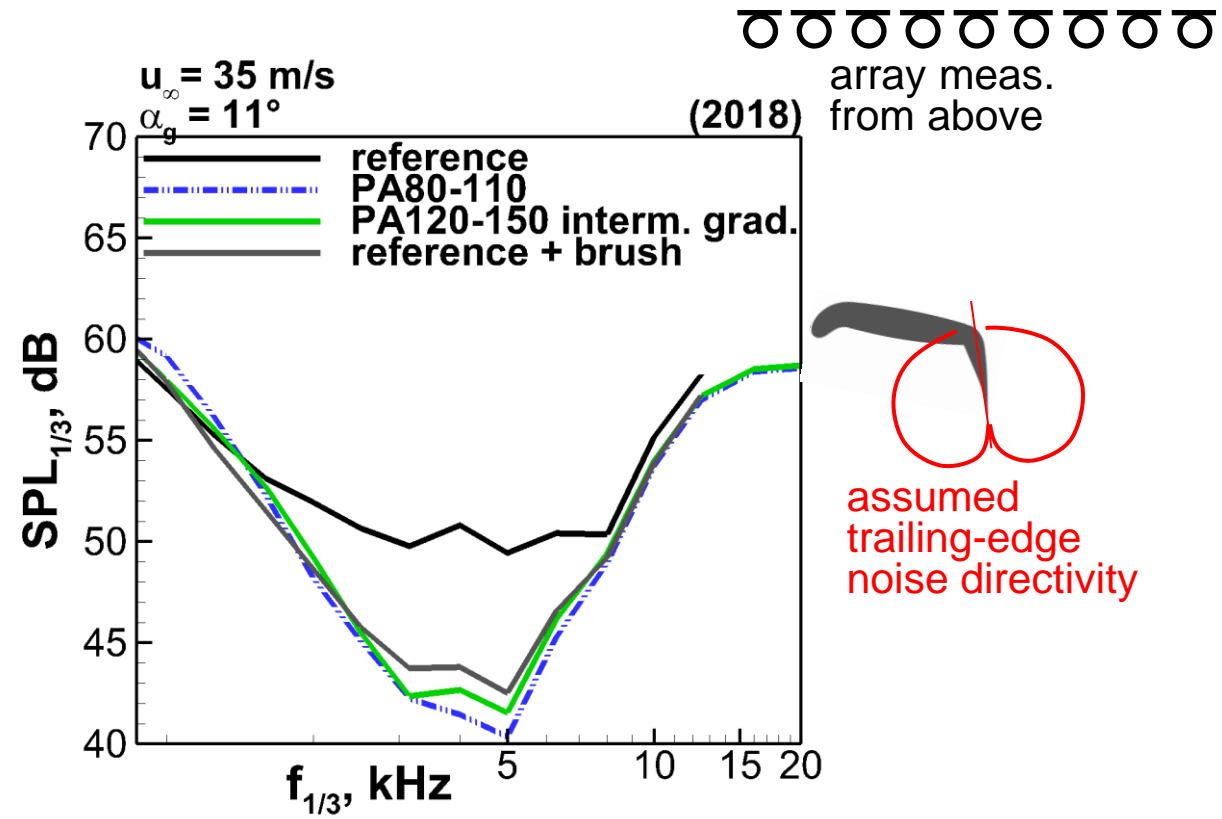 array meas.
from above
u∞ = 35 m/s
αg = 11°
(2018)
reference
PA80-110
PA120-150 interm. grad.
reference + brush
SPL1/3, dB
70
65
60
55
50
45
40
5
10
15
20
f1/3, kHz
assumed
trailing-edge
noise directivity